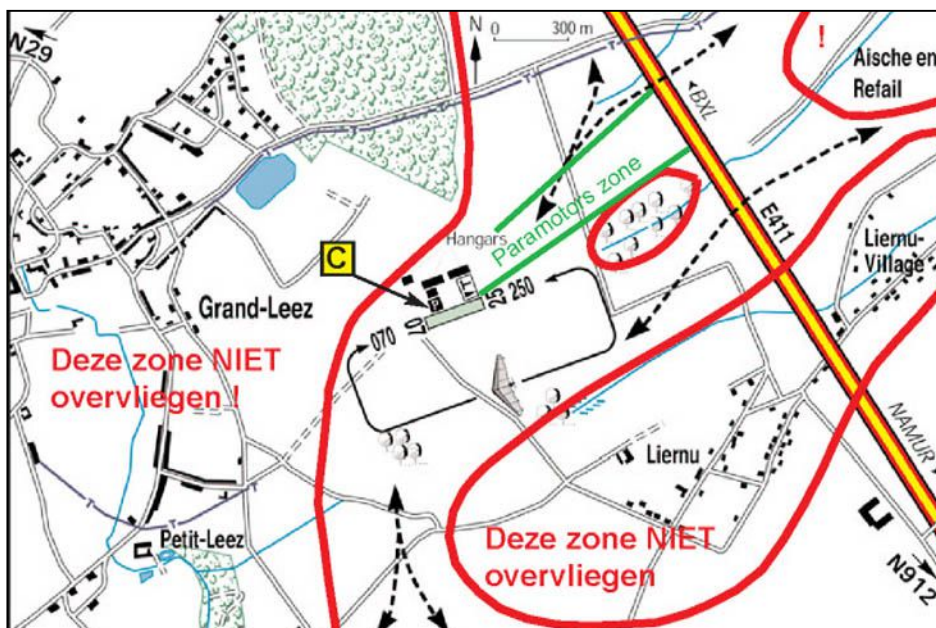 N29
N
0 300 m
!
Aische en
Refail
BXL
Paramotors zone
Hangars
E411
Liernu-
Village
C
Grand-Leez
07
25
250
070
Deze zone NIET
overvliegen !
Liernu
NAMUR
Petit-Leez
Deze zone NIET
overvliegen
N912